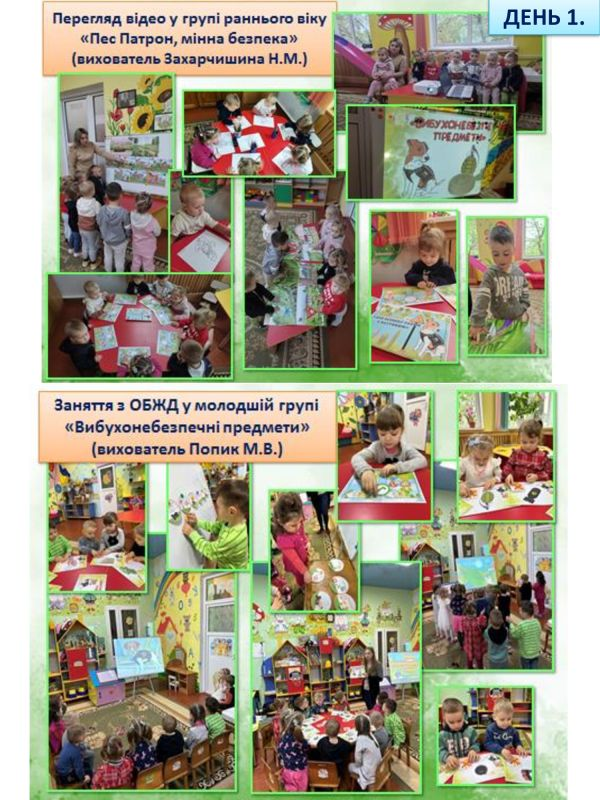 ДЕНЬ 1.
Перегляд відео у групі раннього віку
«Пес Патрон, мінна безпека»
(вихователь Захарчишина Н.М.)
"ВИБУХОНЕБЕЗПЕЧНІ
ПРЕДМЕТИ"
Заняття з ОБЖД у молодшій групі
«Вибухонебезпечні предмети»
(вихователь Попик М.В.)